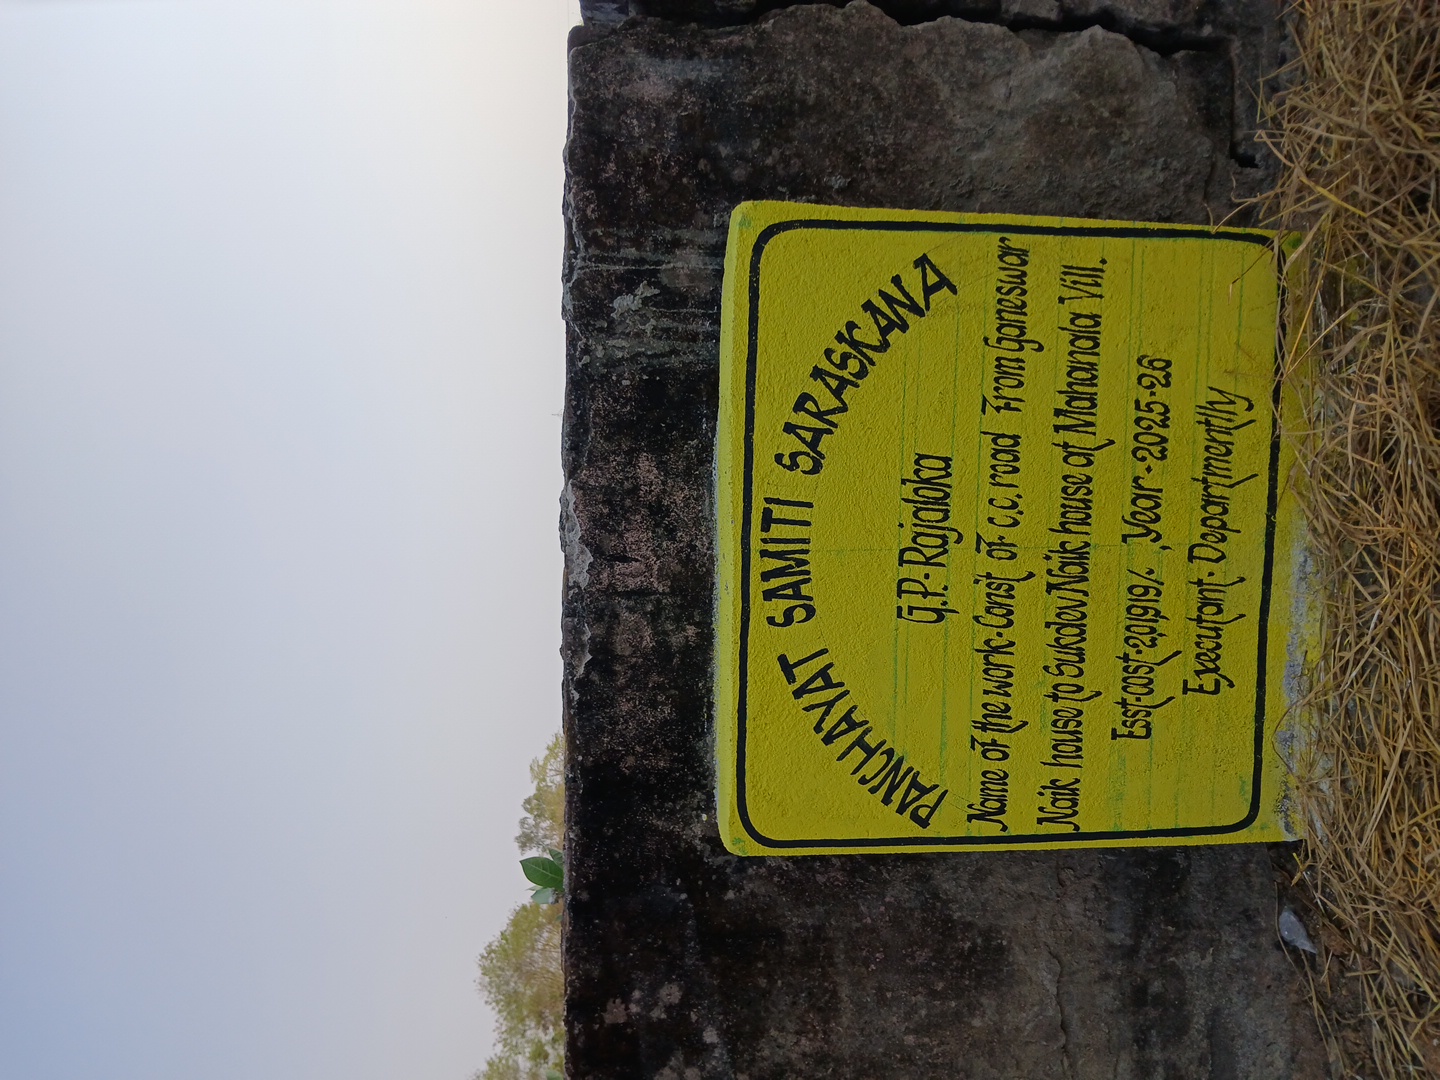 PANCHAYAT SAMITI SARASKANA
G.P.- Rajaloka
Name of the work-Const of c.c. road From Ganeswar
Naik house to Sukdev Naik house at Mahanala Vill.
Esst-cost-201919/-, Year-2025-26
Executant-Departmently